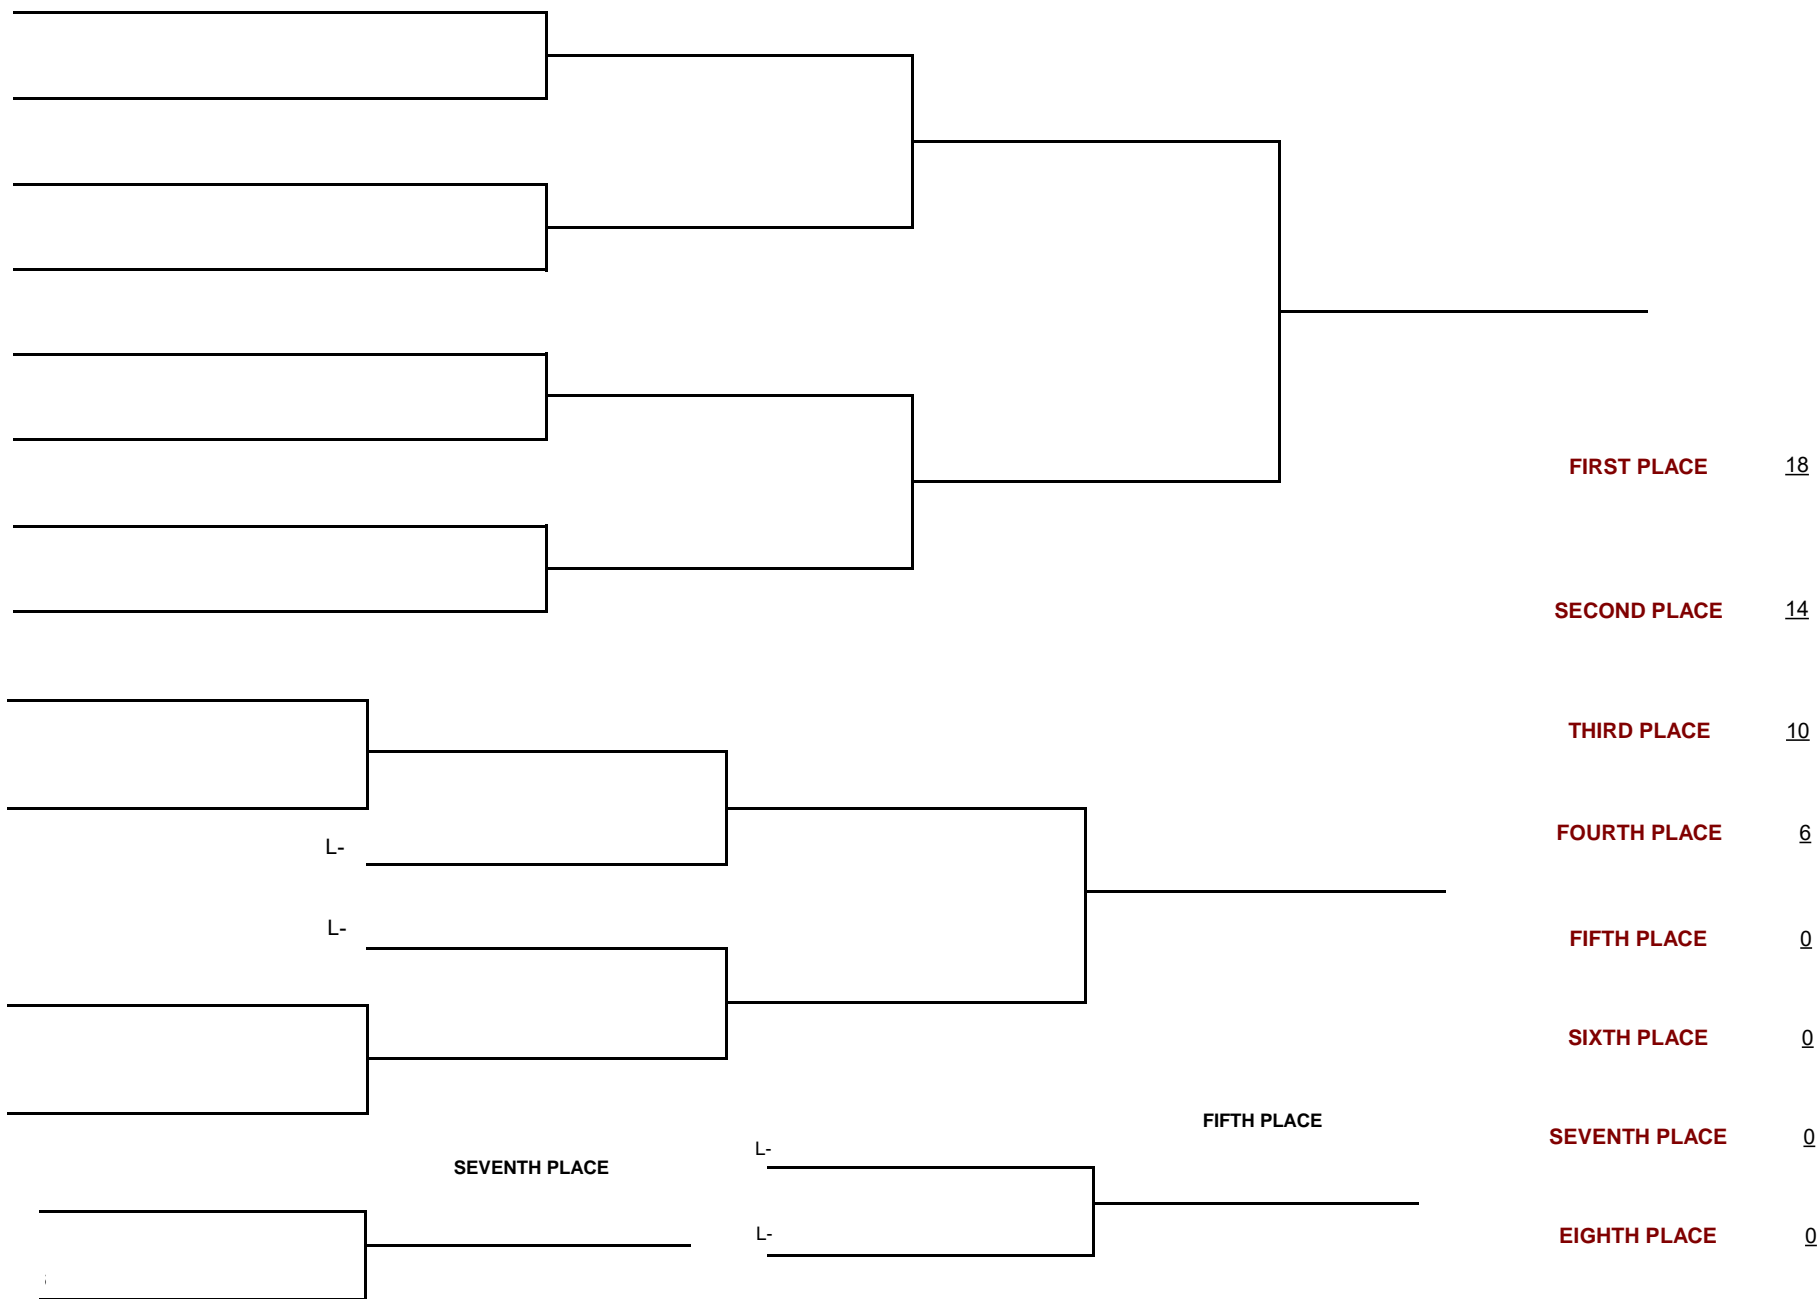 FIRST PLACE 18
SECOND PLACE 14
THIRD PLACE 10
L-
FOURTH PLACE 6
L-
FIFTH PLACE 0
SIXTH PLACE 0
FIFTH PLACE
SEVENTH PLACE 0
L-
SEVENTH PLACE
L-
EIGHTH PLACE 0